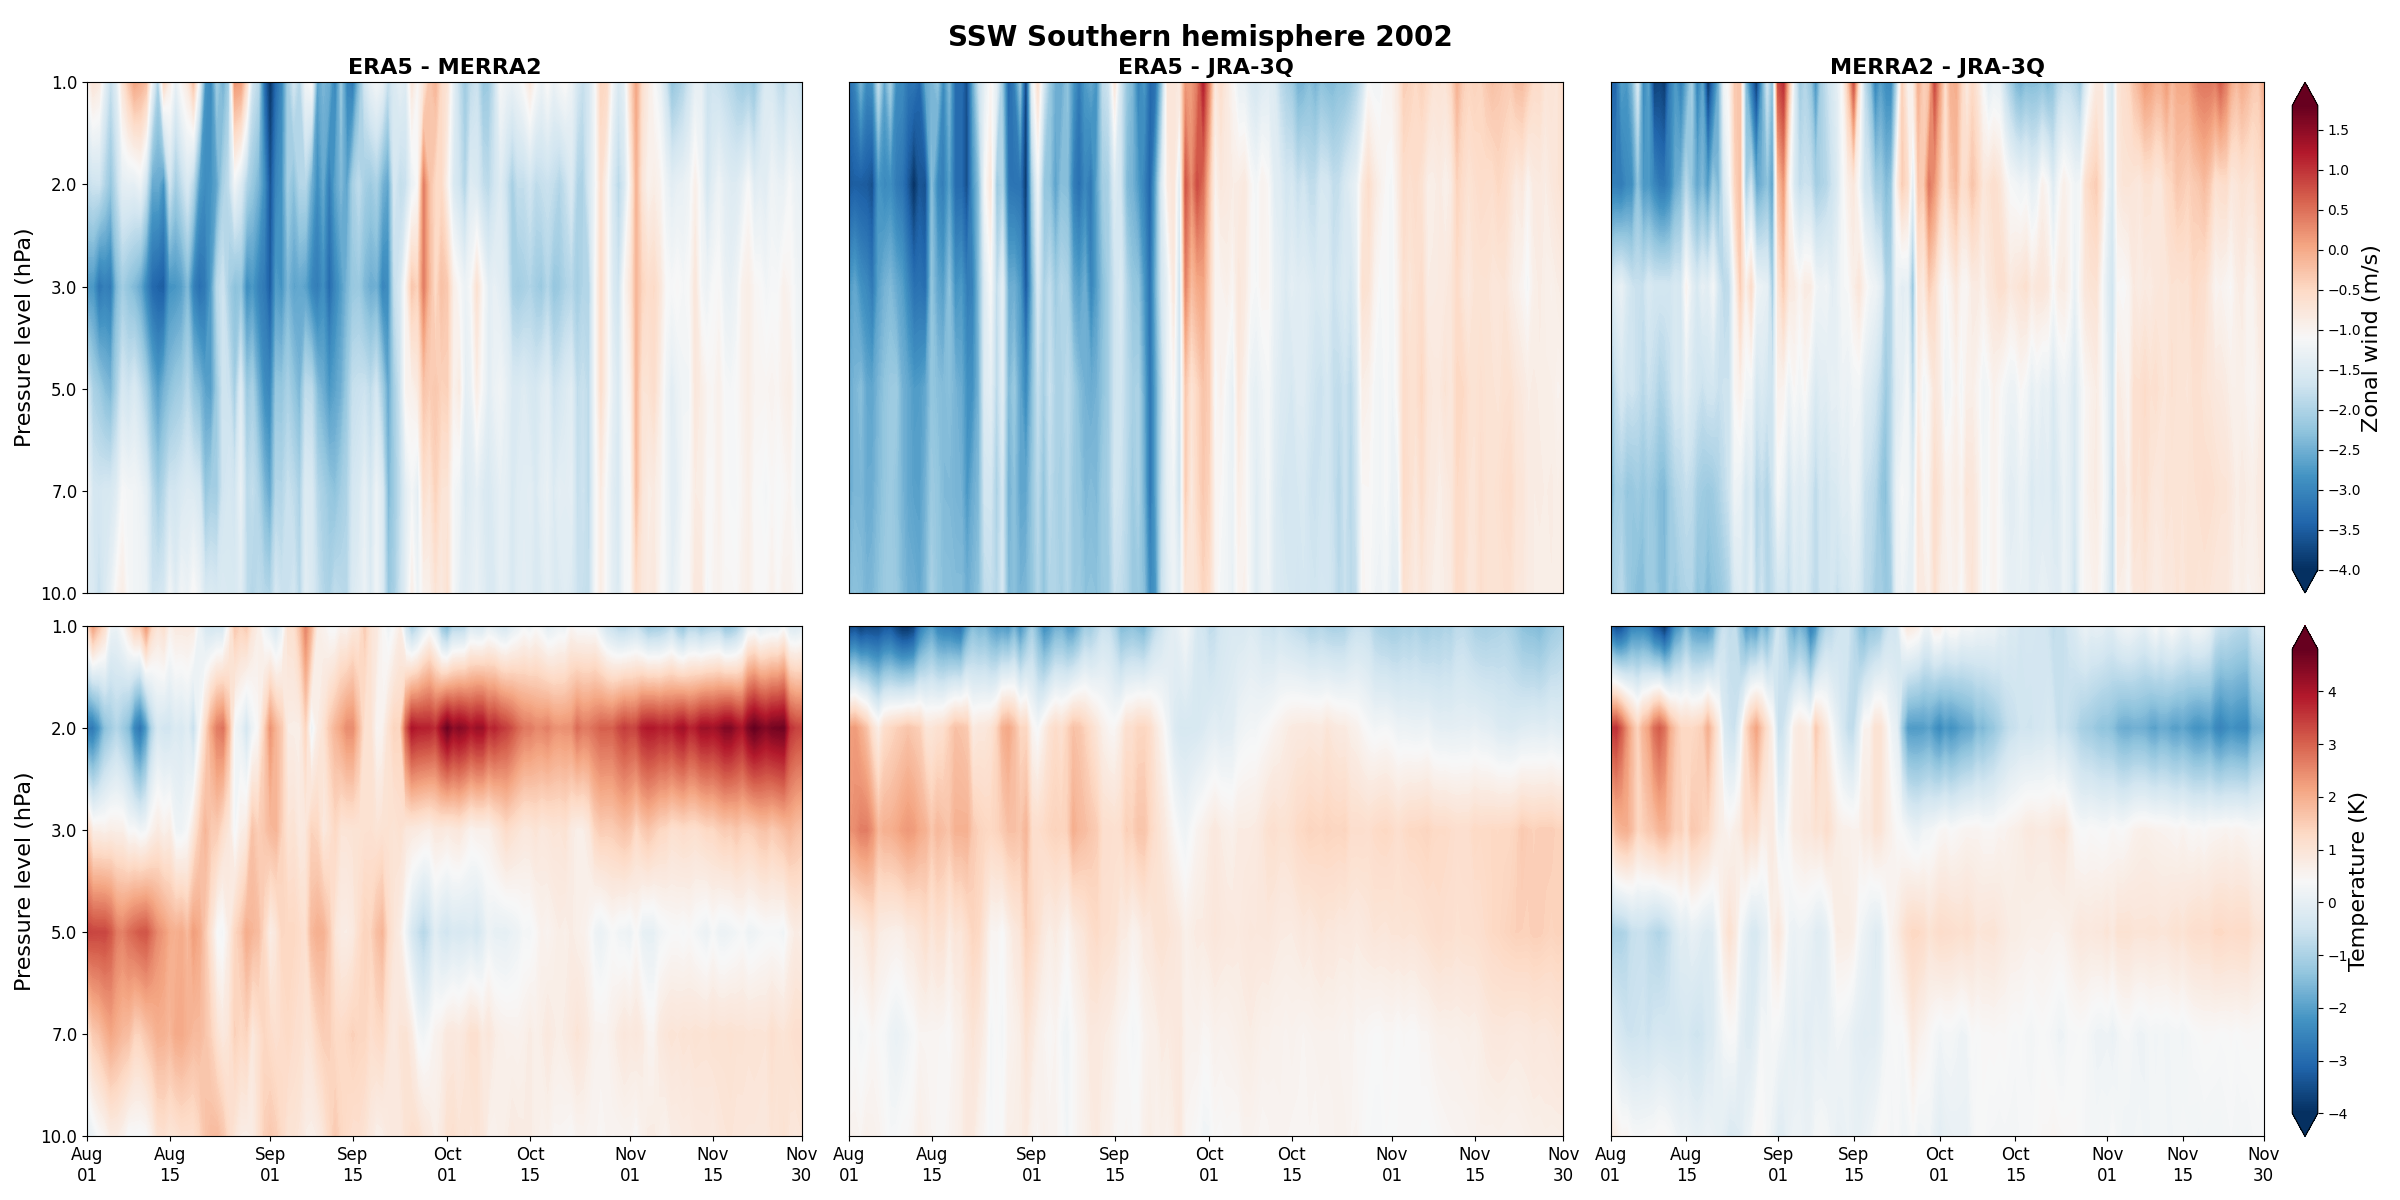 SSW Southern hemisphere 2002
ERA5 - MERRA2
ERA5 - JRA-3Q
MERRA2 - JRA-3Q
Pressure level (hPa)
1.0
2.0
3.0
5.0
7.0
10.0
1.5
1.0
0.5
0.0
−0.5
−1.0
−1.5
−2.0
−2.5
−3.0
−3.5
−4.0
Zonal wind (m/s)
Pressure level (hPa)
1.0
2.0
3.0
5.0
7.0
10.0
4
3
2
1
0
−1
−2
−3
−4
Temperature (K)
Aug Aug Sep Sep Oct Oct Nov Nov Nov
01 15 01 15 01 15 01 15 30
Aug Aug Sep Sep Oct Oct Nov Nov Nov
01 15 01 15 01 15 01 15 30
Aug Aug Sep Sep Oct Oct Nov Nov Nov
01 15 01 15 01 15 01 15 30